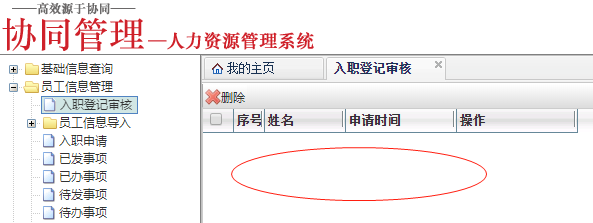 ——高效源于协同——
协同管理—人力资源管理系统
基础信息查询
员工信息管理
入职登记审核
员工信息导入
入职申请
已发事项
已办事项
待发事项
待办事项
我的主页 入职登记审核
删除
序号 姓名 申请时间 操作